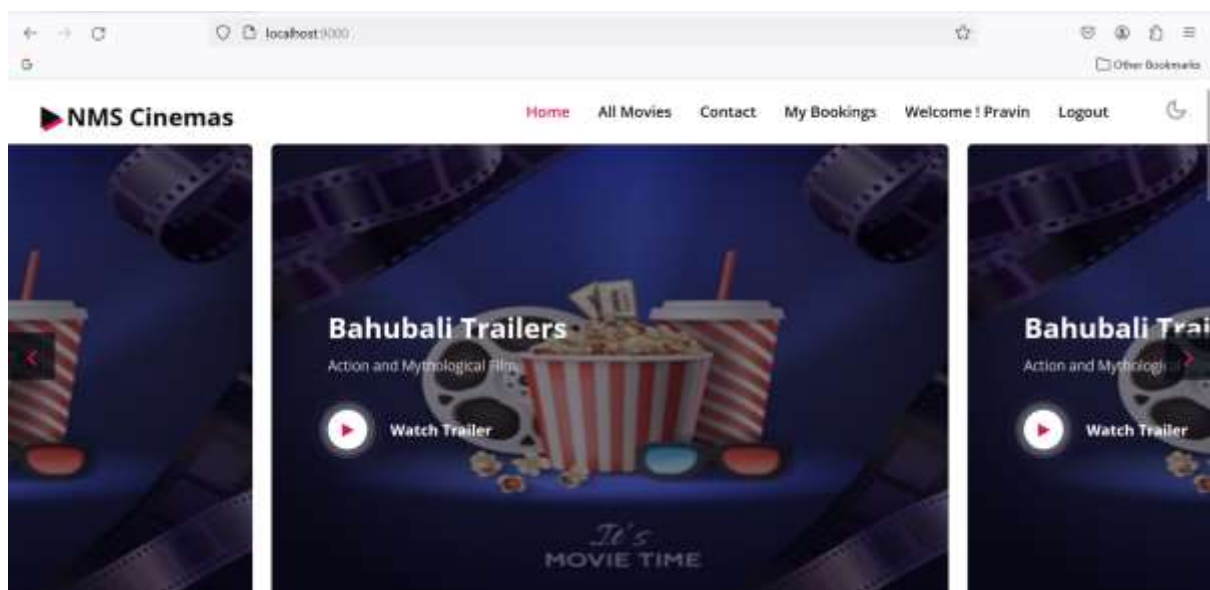 localhost:9000
Other Bookmarks
NMS Cinemas
Home All Movies Contact My Bookings Welcome ! Pravin Logout
Bahubali Trailers
Action and Mythological Film
Watch Trailer
It's
MOVIE TIME
Bahubali Trai
Action and Mythologi
Watch Trailer